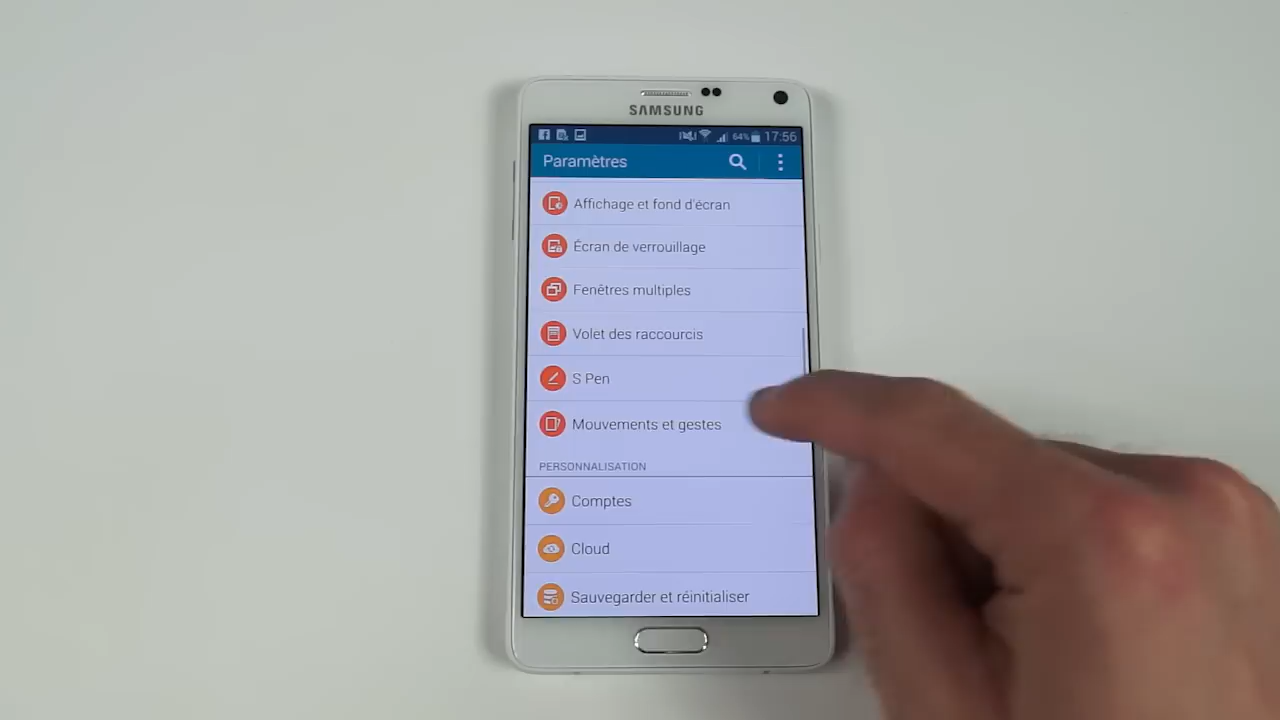 SAMSUNG
64% 17:56
Paramètres
Affichage et fond d'écran
Écran de verrouillage
Fenêtres multiples
Volet des raccourcis
S Pen
Mouvements et gestes
PERSONNALISATION
Comptes
Cloud
Sauvegarder et réinitialiser